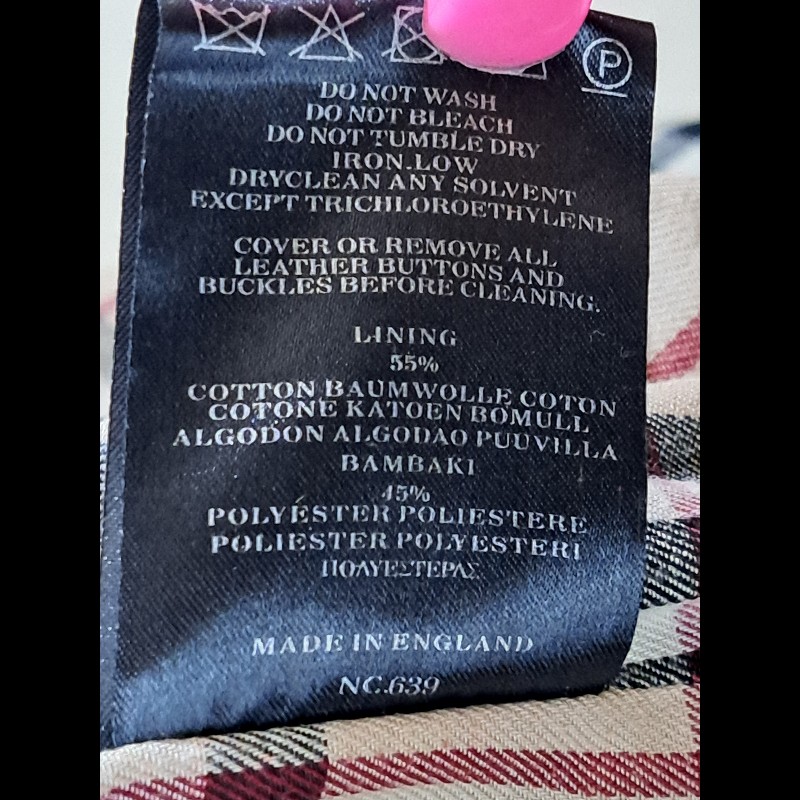 P
DO NOT WASH
DO NOT BLEACH
DO NOT TUMBLE DRY
IRON.LOW
DRYCLEAN ANY SOLVENT
EXCEPT TRICHLOROETHYLENE
COVER OR REMOVE ALL
LEATHER BUTTONS AND
BUCKLES BEFORE CLEANING.
LINING
55%
COTTON BAUMWOLLE COTON
COTONE KATOEN BOMULL
ALGODON ALGODAO PUUVILLA
BAMBAKI
45%
POLYÉSTER POLIESTERE
POLIESTER POLYESTERI
ΠΟΛΥΕΣΤΕΡΑΣ
MADE IN ENGLAND
NC.639